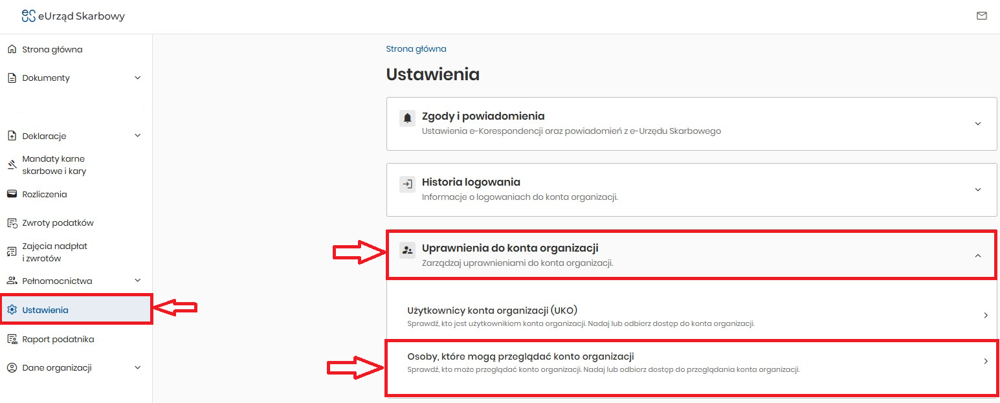 eUrząd Skarbowy
Strona główna
Dokumenty
Deklaracje
Mandaty karne
skarbowe i kary
Rozliczenia
Zwroty podatków
Zajęcia nadpłat
i zwrotów
Pełnomocnictwa
Ustawienia
Raport podatnika
Dane organizacji
Strona główna
Ustawienia
Zgody i powiadomienia
Ustawienia e-Korespondencji oraz powiadomień z e-Urzędu Skarbowego
Historia logowania
Informacje o logowaniach do konta organizacji.
Uprawnienia do konta organizacji
Zarządzaj uprawnieniami do konta organizacji.
Użytkownicy konta organizacji (UKO)
Sprawdź, kto jest użytkownikiem konta organizacji. Nadaj lub odbierz dostęp do konta organizacji.
Osoby, które mogą przeglądać konto organizacji
Sprawdź, kto może przeglądać konto organizacji. Nadaj lub odbierz dostęp do przeglądania konta organizacji.